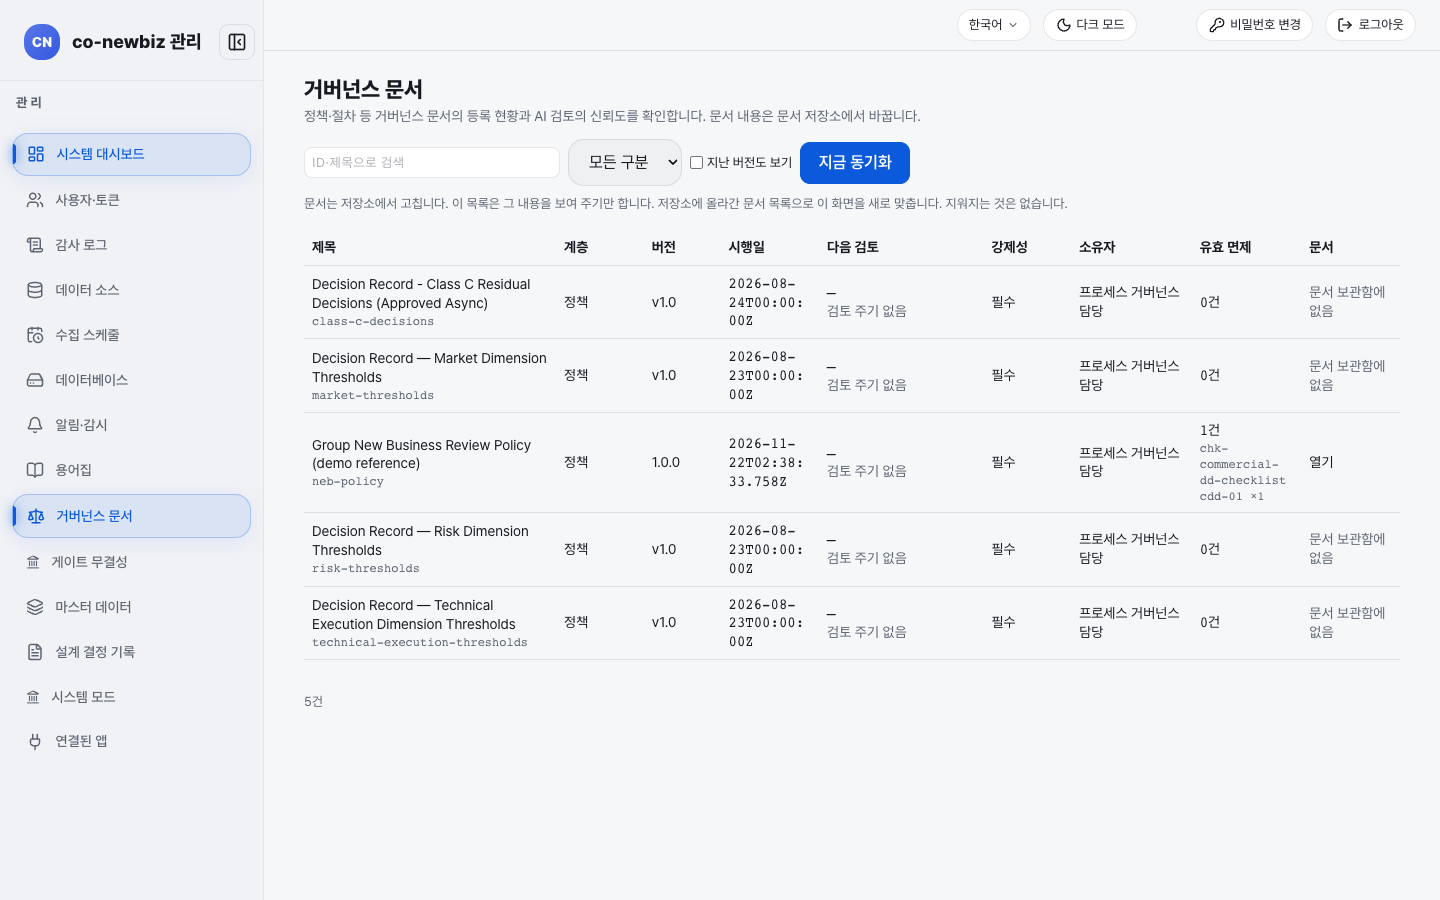 CN co-newbiz 관리
한국어
다크 모드
비밀번호 변경
로그아웃
관리
시스템 대시보드
사용자·토큰
감사 로그
데이터 소스
수집 스케줄
데이터베이스
알림·감시
용어집
거버넌스 문서
게이트 무결성
마스터 데이터
설계 결정 기록
시스템 모드
연결된 앱
거버넌스 문서
정책·절차 등 거버넌스 문서의 등록 현황과 AI 검토의 신뢰도를 확인합니다. 문서 내용은 문서 저장소에서 바꿉니다.
ID·제목으로 검색
모든 구분
지난 버전도 보기
지금 동기화
문서는 저장소에서 고칩니다. 이 목록은 그 내용을 보여 주기만 합니다. 저장소에 올라간 문서 목록으로 이 화면을 새로 맞춥니다. 지워지는 것은 없습니다.
제목 계층 버전 시행일 다음 검토 강제성 소유자 유효 면제 문서
Decision Record - Class C Residual
Decisions (Approved Async)
class-c-decisions
정책
v1.0
2026-08-
24T00:00:
00Z
—
검토 주기 없음
필수
프로세스 거버넌스
담당
0건
문서 보관함에
없음
Decision Record — Market Dimension
Thresholds
market-thresholds
정책
v1.0
2026-08-
23T00:00:
00Z
—
검토 주기 없음
필수
프로세스 거버넌스
담당
0건
문서 보관함에
없음
Group New Business Review Policy
(demo reference)
neb-policy
정책
1.0.0
2026-11-
22T02:38:
33.758Z
—
검토 주기 없음
필수
프로세스 거버넌스
담당
1건
chk-
commercial-
dd-checklist
cdd-01 ×1
열기
Decision Record — Risk Dimension
Thresholds
risk-thresholds
정책
v1.0
2026-08-
23T00:00:
00Z
—
검토 주기 없음
필수
프로세스 거버넌스
담당
0건
문서 보관함에
없음
Decision Record — Technical
Execution Dimension Thresholds
technical-execution-thresholds
정책
v1.0
2026-08-
23T00:00:
00Z
—
검토 주기 없음
필수
프로세스 거버넌스
담당
0건
문서 보관함에
없음
5건